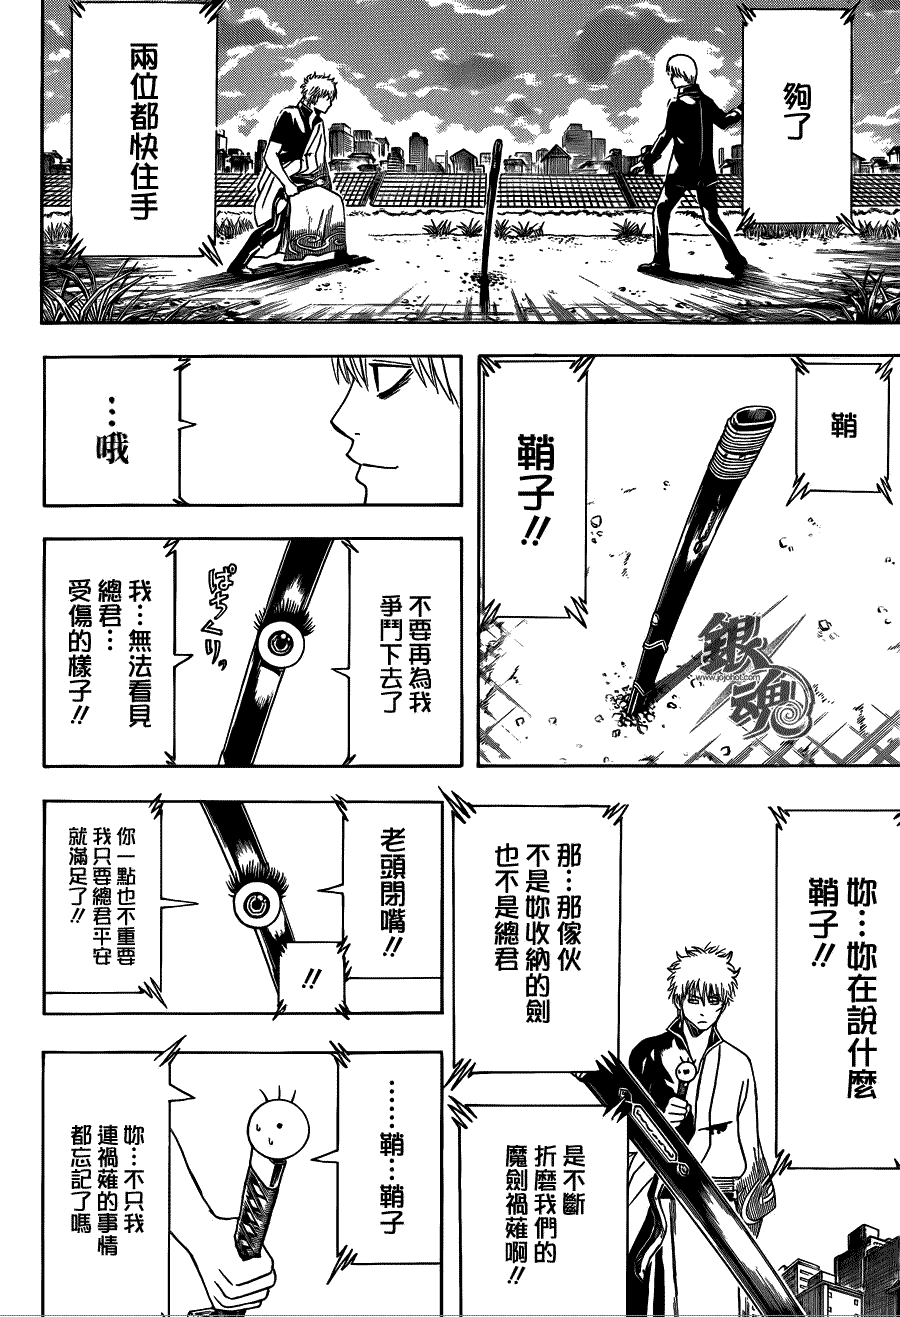 夠了
兩位都快住手
鞘
鞘子!!
…哦
不要再為我
爭鬥下去了
ぱちくりっ
我…無法看見
總君…
受傷的樣子!!
銀魂
www.jojohot.com
妳…妳在說什麼
鞘子!!
那…那傢伙
不是妳收納的劍
也不是總君
是不斷
折磨我們的
魔劍禍薙啊!!
老頭閉嘴!!
!!
你一點也不重要
我只要總君平安
就滿足了!!
……鞘…鞘子
妳…不只我
連禍薙的事情
都忘記了嗎